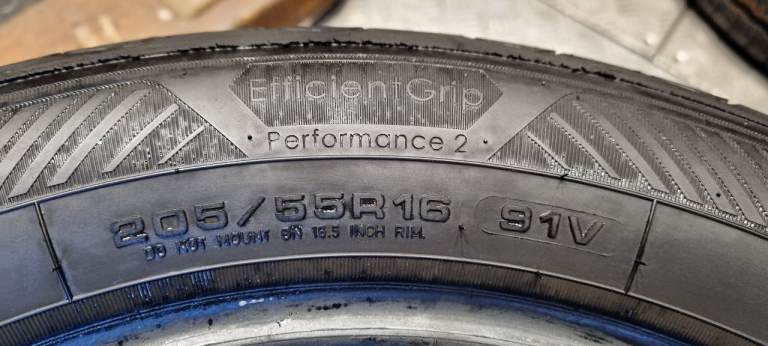 EfficientGrip
Performance 2
205/55R16 91V
DO NOT MOUNT ON 16.5 INCH RIM.